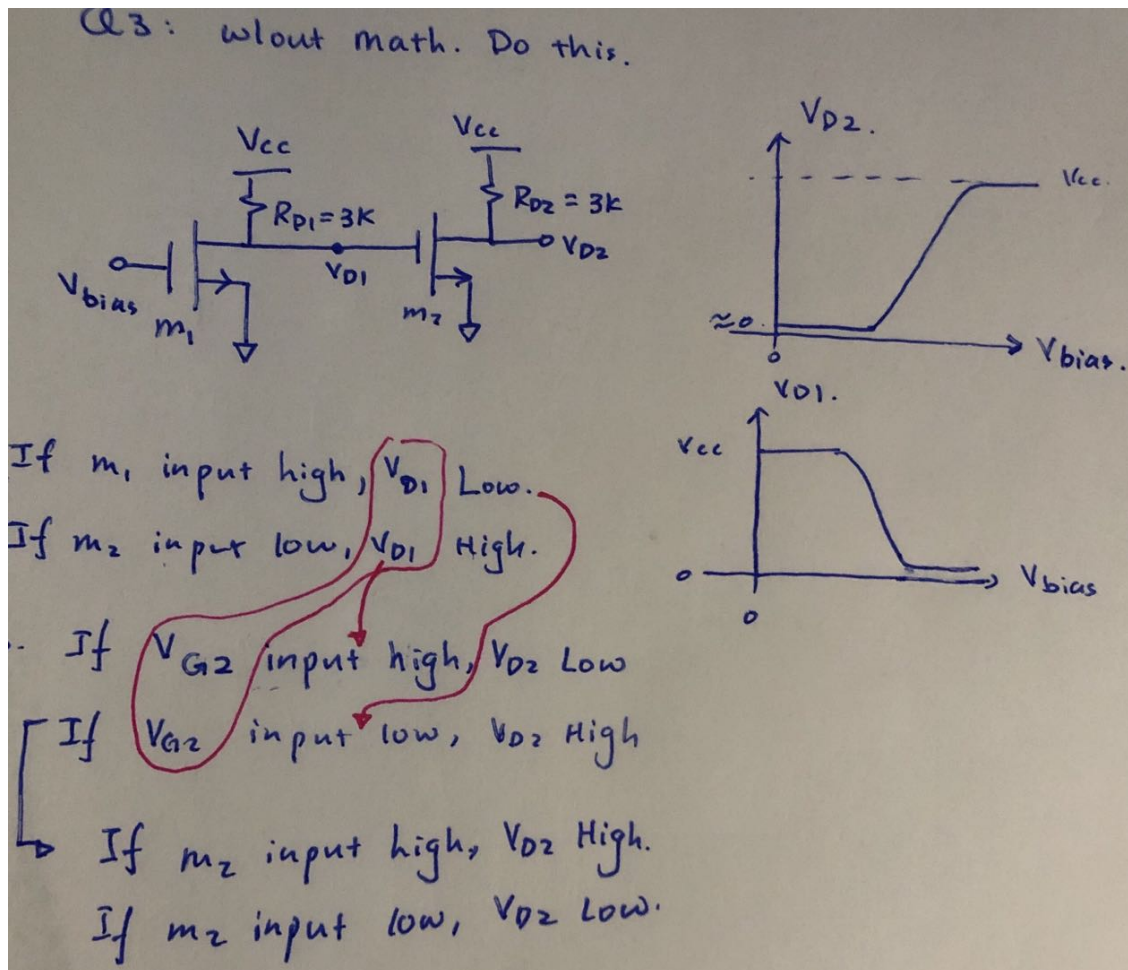 Q3: w/out math. Do this.
Vcc
RD1=3K
Vbias
m1
VD1
Vcc
RD2 = 3K
VD2
m2
VD2.
Vcc.
≈0.
0
Vbias.
VD1.
Vcc
0
0
Vbias
If m1 input high, VD1 Low.
If m2 input low, VD1 High.
If VG2 input high, VD2 Low
If VG2 input low, VD2 High
If m2 input high, VD2 High.
If m2 input low, VD2 Low.